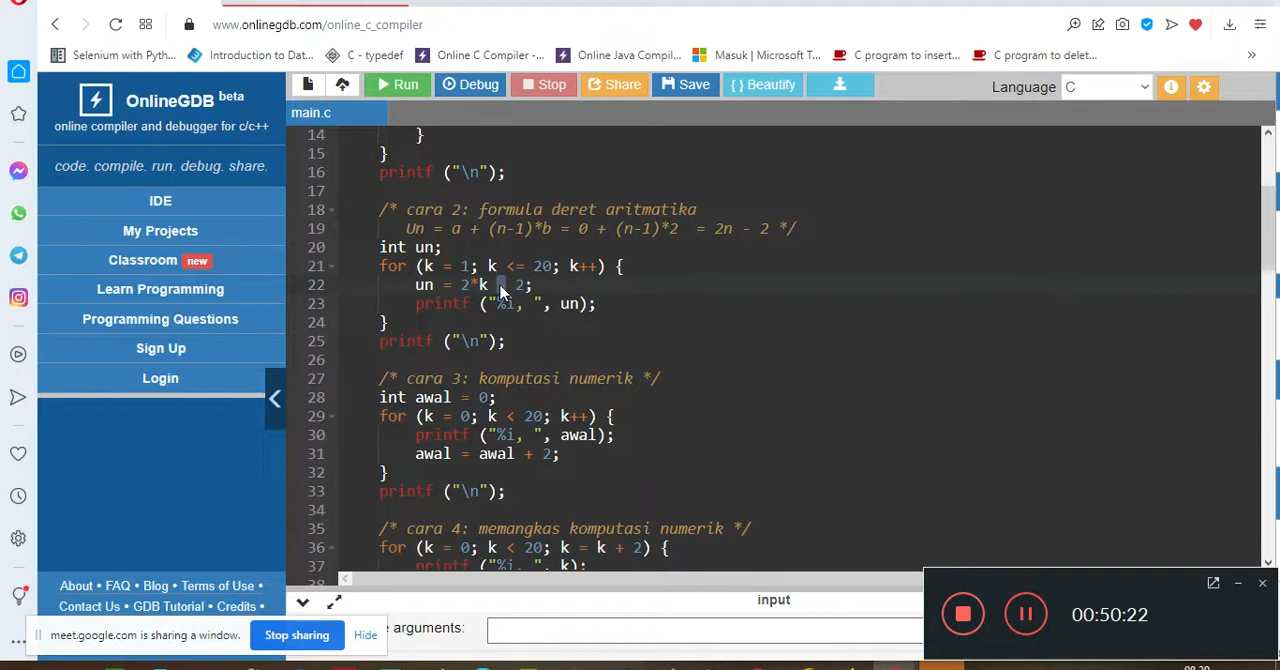 www.onlinegdb.com/online_c_compiler
Selenium with Pyth... Introduction to Dat... C - typedef Online C Compiler -... Online Java Compil... Masuk | Microsoft T... C program to insert... C program to delet... »
OnlineGDB beta
online compiler and debugger for c/c++
code. compile. run. debug. share.
IDE
My Projects
Classroom new
Learn Programming
Programming Questions
Sign Up
Login
About • FAQ • Blog • Terms of Use •
Contact Us • GDB Tutorial • Credits •
Run Debug Stop Share Save { } Beautify Language C
main.c
14 }
15 }
16 printf ("\n");
17
18 /* cara 2: formula deret aritmatika
19 Un = a + (n-1)*b = 0 + (n-1)*2 = 2n - 2 */
20 int un;
21 for (k = 1; k <= 20; k++) {
22 un = 2*k 2;
23 printf ("%i, ", un);
24 }
25 printf ("\n");
26
27 /* cara 3: komputasi numerik */
28 int awal = 0;
29 for (k = 0; k < 20; k++) {
30 printf ("%i, ", awal);
31 awal = awal + 2;
32 }
33 printf ("\n");
34
35 /* cara 4: memangkas komputasi numerik */
36 for (k = 0; k < 20; k = k + 2) {
37 printf ("%i, ", k);
38
input
arguments:
meet.google.com is sharing a window. Stop sharing Hide
00:50:22